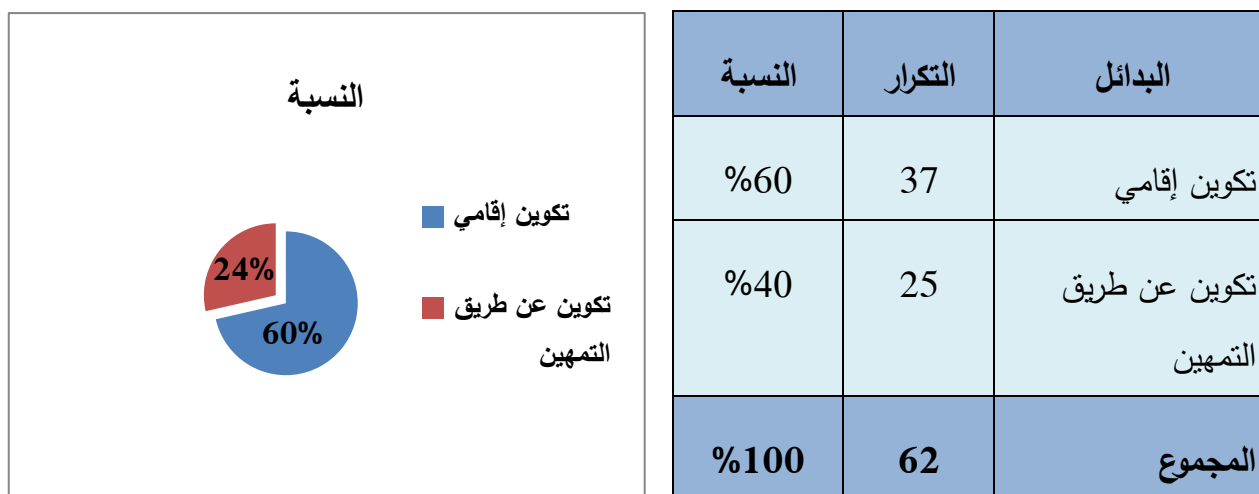 النسبة
تكوين إقامي
تكوين عن طريق
التمهين
24%
60%
البدائل التكرار النسبة
تكوين إقامي 37 %60
تكوين عن طريق 25 %40
التمهين
المجموع 62 %100